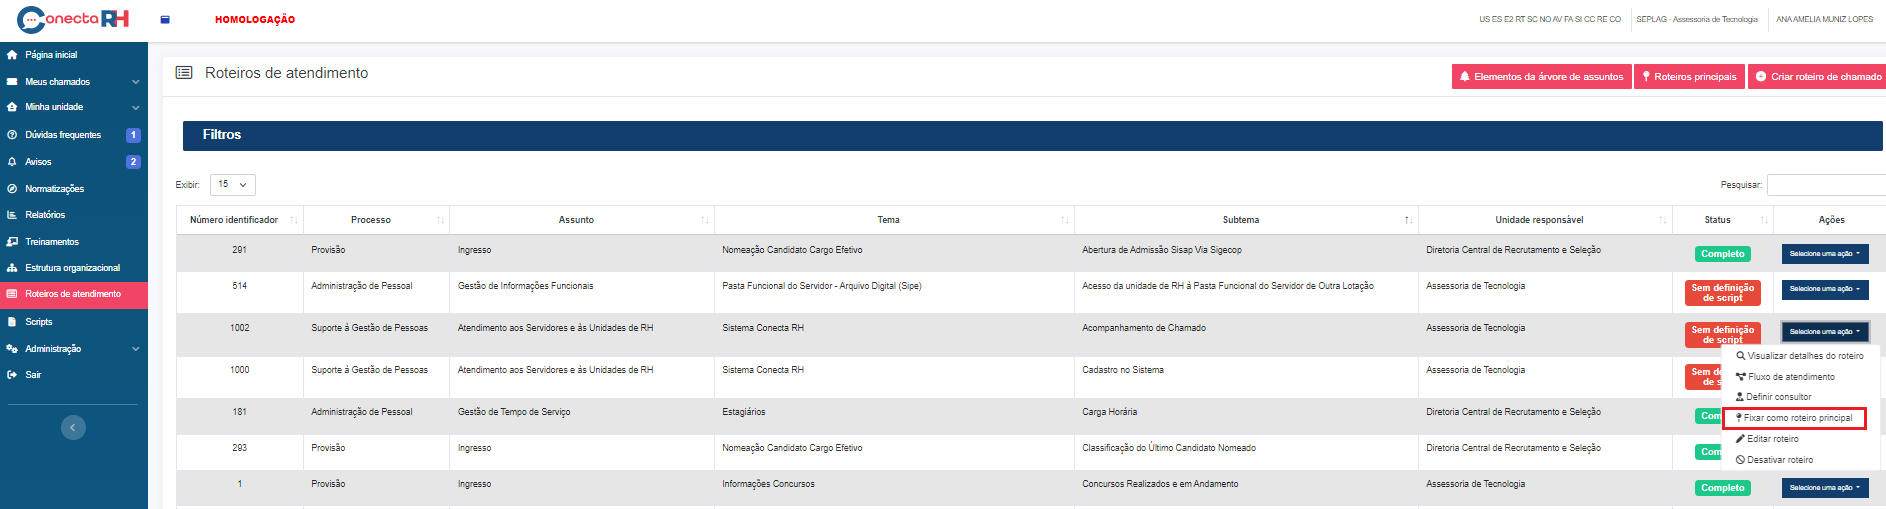 Conecta RH
HOMOLOGAÇÃO
US ES E2 RT SC NO AV FA SI CC RE CO
SEPLAG - Assessoria de Tecnologia
ANA AMELIA MUNIZ LOPES
Página inicial
Meus chamados
Minha unidade
Dúvidas frequentes 1
Avisos 2
Normatizações
Relatórios
Treinamentos
Estrutura organizacional
Roteiros de atendimento
Scripts
Administração
Sair
Roteiros de atendimento
Elementos da árvore de assuntos
Roteiros principais
Criar roteiro de chamado
Filtros
Exibir: 15
Pesquisar:
Número identificador Processo Assunto Tema Subtema Unidade responsável Status Ações
291 Provisão Ingresso Nomeação Candidato Cargo Efetivo Abertura de Admissão Sisap Via Sigecop Diretoria Central de Recrutamento e Seleção Completo Selecione uma ação
514 Administração de Pessoal Gestão de Informações Funcionais Pasta Funcional do Servidor - Arquivo Digital (Sipe) Acesso da unidade de RH à Pasta Funcional do Servidor de Outra Lotação Assessoria de Tecnologia Sem definição Selecione uma ação
de script
1002 Suporte à Gestão de Pessoas Atendimento aos Servidores e às Unidades de RH Sistema Conecta RH Acompanhamento de Chamado Assessoria de Tecnologia Sem definição Selecione uma ação
de script
1000 Suporte à Gestão de Pessoas Atendimento aos Servidores e às Unidades de RH Sistema Conecta RH Cadastro no Sistema Assessoria de Tecnologia Sem de
de s
181 Administração de Pessoal Gestão de Tempo de Serviço Estagiários Carga Horária Diretoria Central de Recrutamento e Seleção Com
293 Provisão Ingresso Nomeação Candidato Cargo Efetivo Classificação do Último Candidato Nomeado Diretoria Central de Recrutamento e Seleção Com
1 Provisão Ingresso Informações Concursos Concursos Realizados e em Andamento Assessoria de Tecnologia Completo Selecione uma ação
Visualizar detalhes do roteiro
Fluxo de atendimento
Definir consultor
Fixar como roteiro principal
Editar roteiro
Desativar roteiro